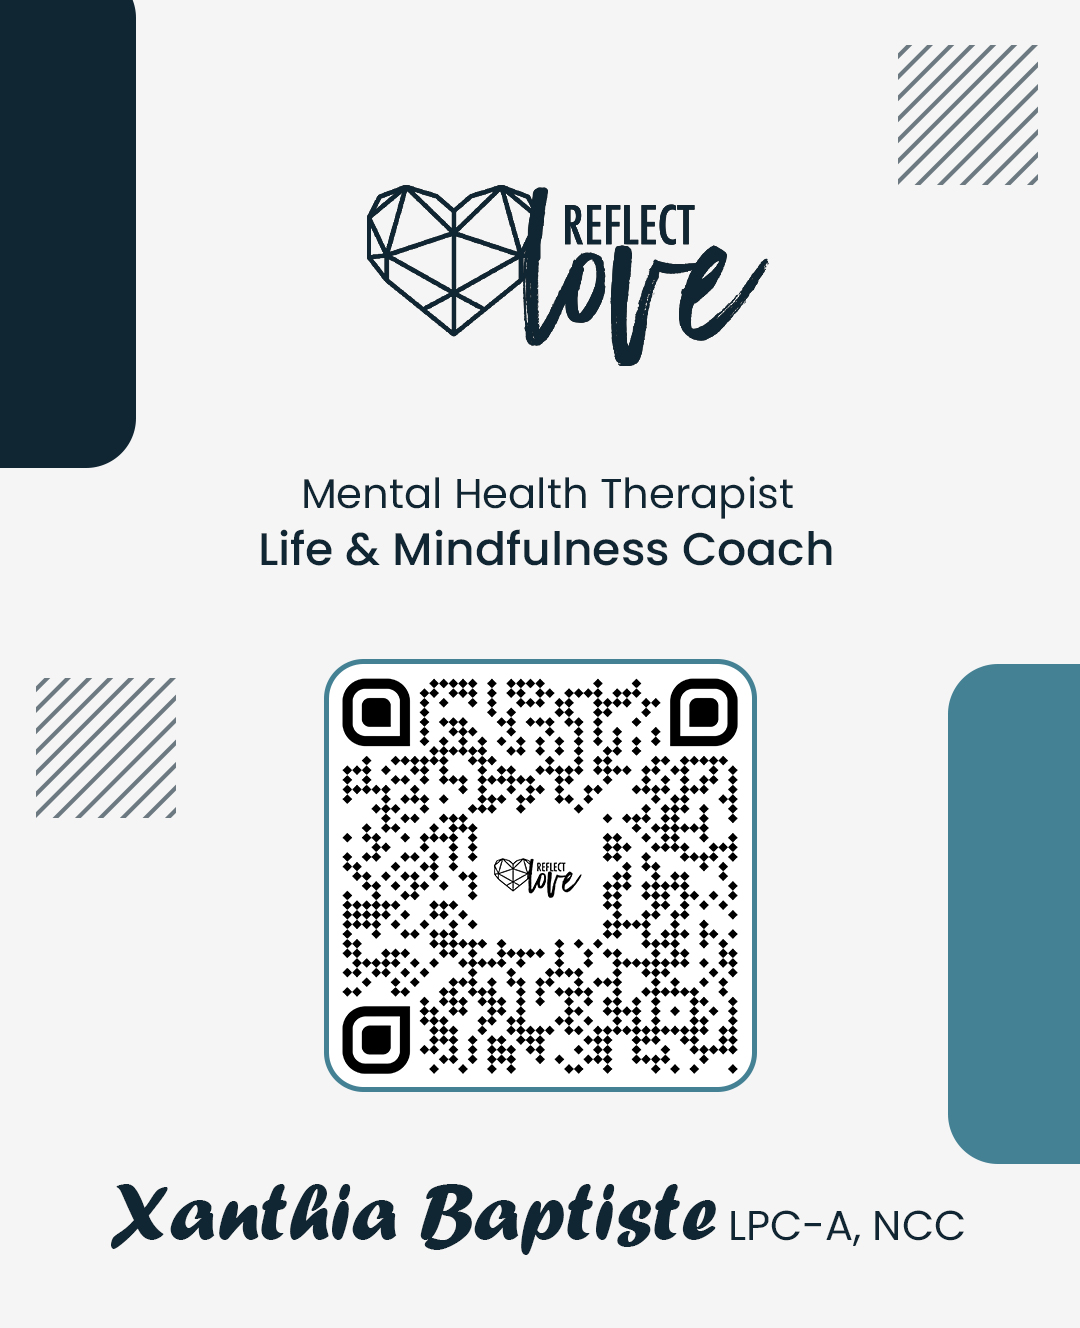 REFLECT
love
Mental Health Therapist
Life & Mindfulness Coach
REFLECT
love
Xanthia Baptiste LPC-A, NCC